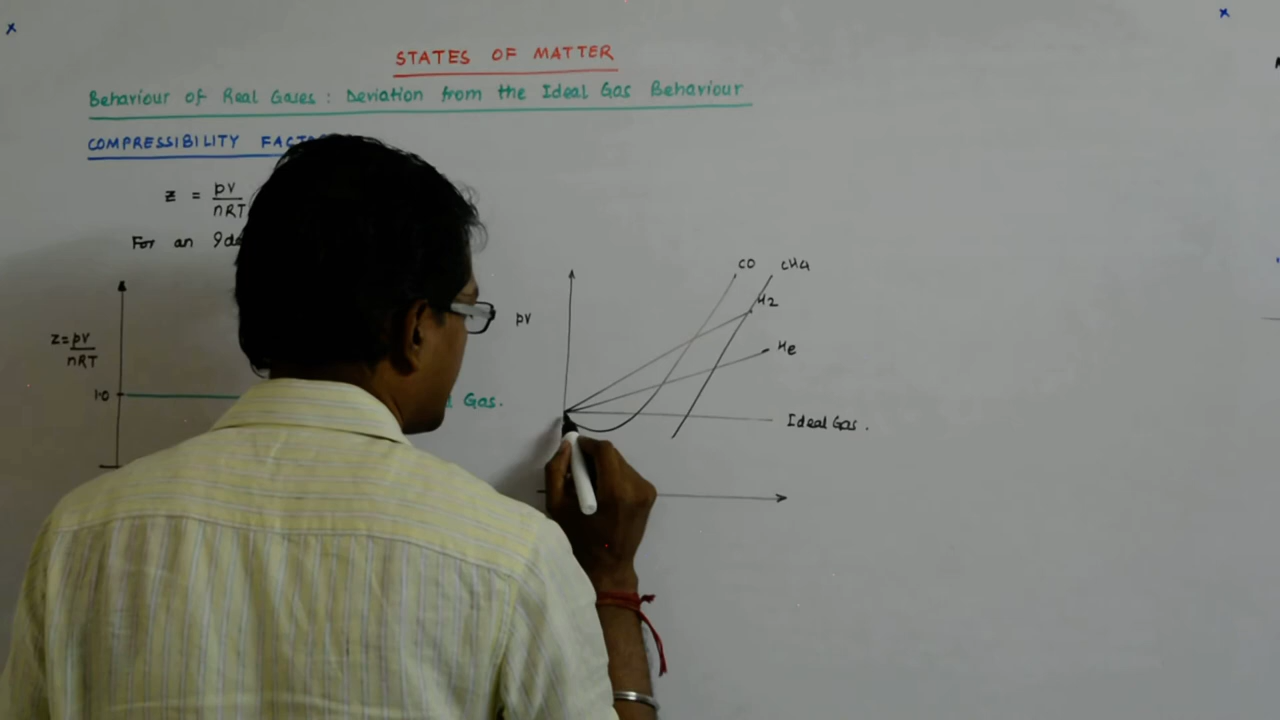 STATES OF MATTER
Behaviour of Real Gases : Deviation from the Ideal Gas Behaviour
COMPRESSIBILITY
Z = pV
nRT
For an
Z = pV
nRT
1.0
Gas.
pV
CO
CH4
H2
He
Ideal Gas.